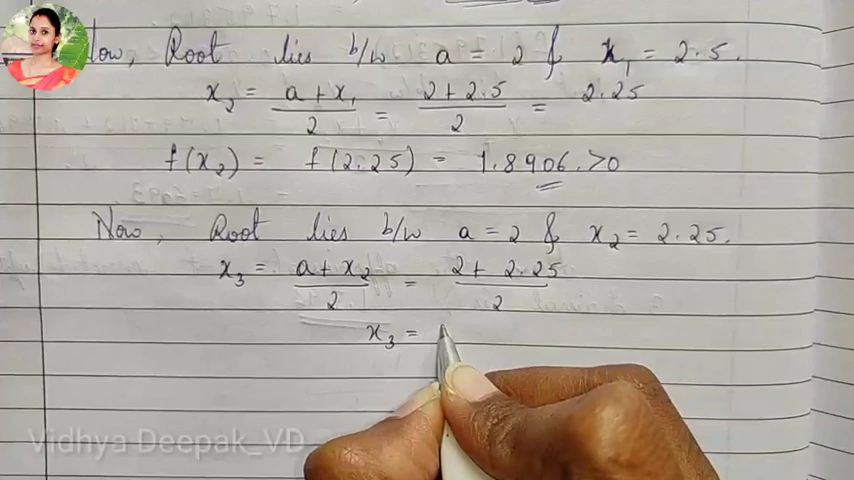 Now, Root lies b/w a = 2 & x₁ = 2.5.
x₂ = a + x₁ / 2 = 2 + 2.5 / 2 = 2.25
f(x₂) = f(2.25) = 1.8906 >0
Now, Root lies b/w a = 2 & x₂ = 2.25.
x₃ = a + x₂ / 2 = 2 + 2.25 / 2
x₃ =
Vidhya Deepak_VD